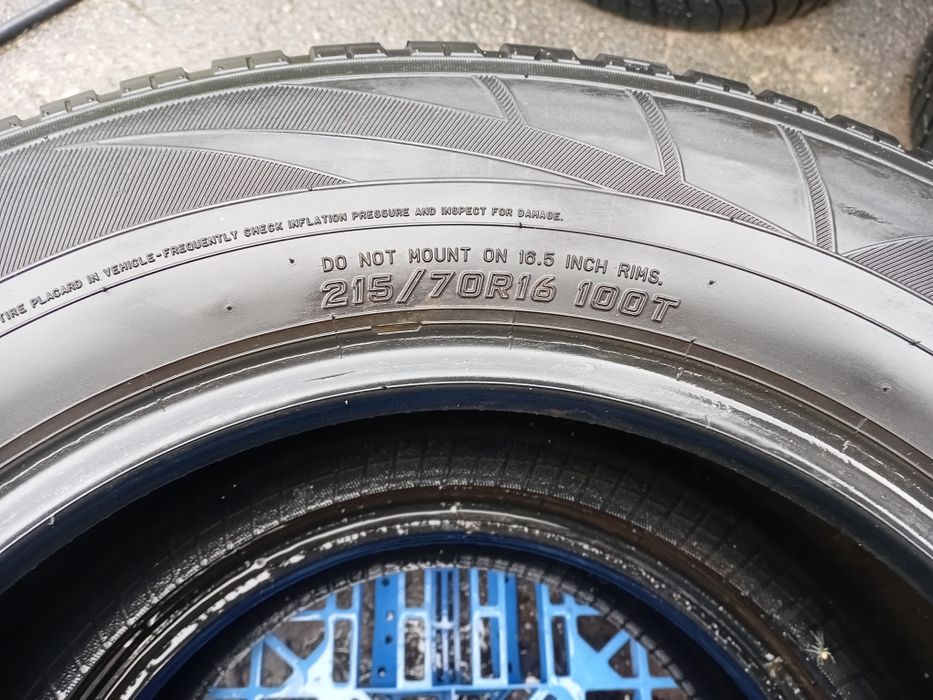 TIRE PLACARD IN VEHICLE-FREQUENTLY CHECK INFLATION PRESSURE AND INSPECT FOR DAMAGE.
DO NOT MOUNT ON 16.5 INCH RIMS.
215/70R16 100T